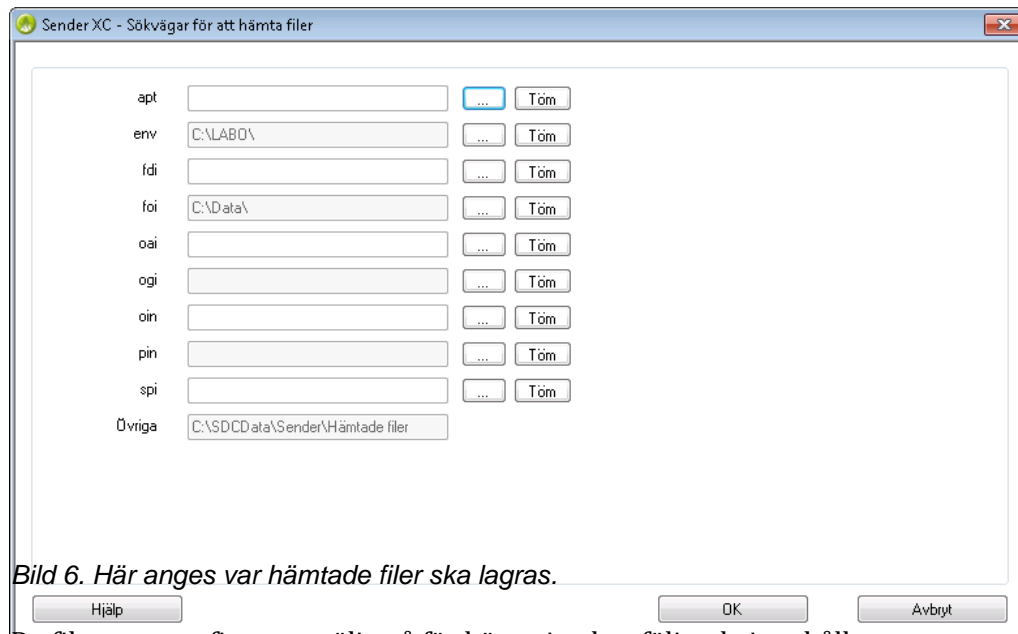 Sender XC - Sökvägar för att hämta filer
apt ... Töm
env C:\LABO\ ... Töm
fdi ... Töm
foi C:\Data\ ... Töm
oai ... Töm
ogi ... Töm
oin ... Töm
pin ... Töm
spi ... Töm
Övriga C:\SDCData\Sender\Hämtade filer
Bild 6. Här anges var hämtade filer ska lagras.
Hjälp OK Avbryt